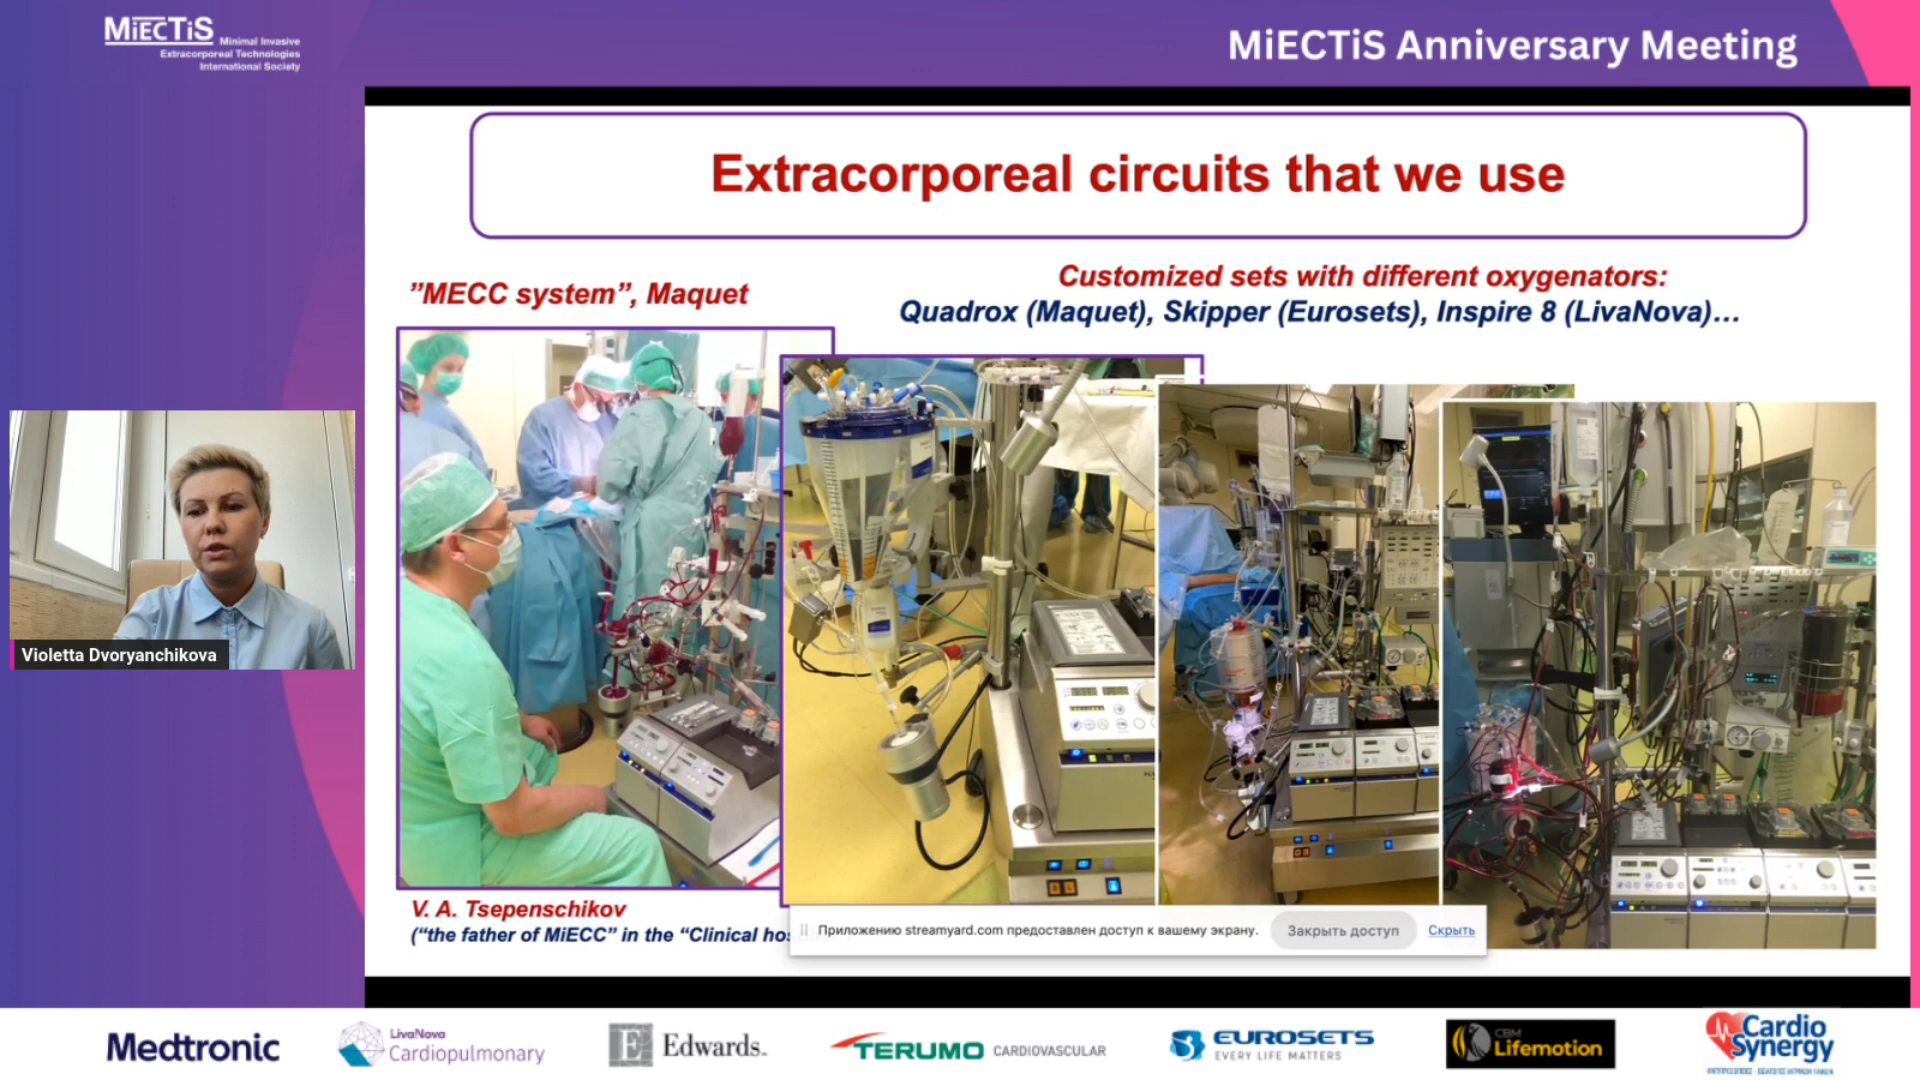 MiECTiS Minimal Invasive
Extracorporeal Technologies
International Society
MiECTiS Anniversary Meeting
Extracorporeal circuits that we use
”MECC system”, Maquet
Customized sets with different oxygenators:
Quadrox (Maquet), Skipper (Eurosets), Inspire 8 (LivaNova)...
Violetta Dvoryanchikova
V. A. Tsepenschikov
(“the father of MiECC” in the “Clinical
Приложению streamyard.com предоставлен доступ к вашему экрану.
Закрыть доступ
Скрыть
Medtronic
LivaNova
Cardiopulmonary
Edwards
TERUMO CARDIOVASCULAR
EUROSETS
EVERY LIFE MATTERS
CBM
Lifemotion
Cardio
Synergy